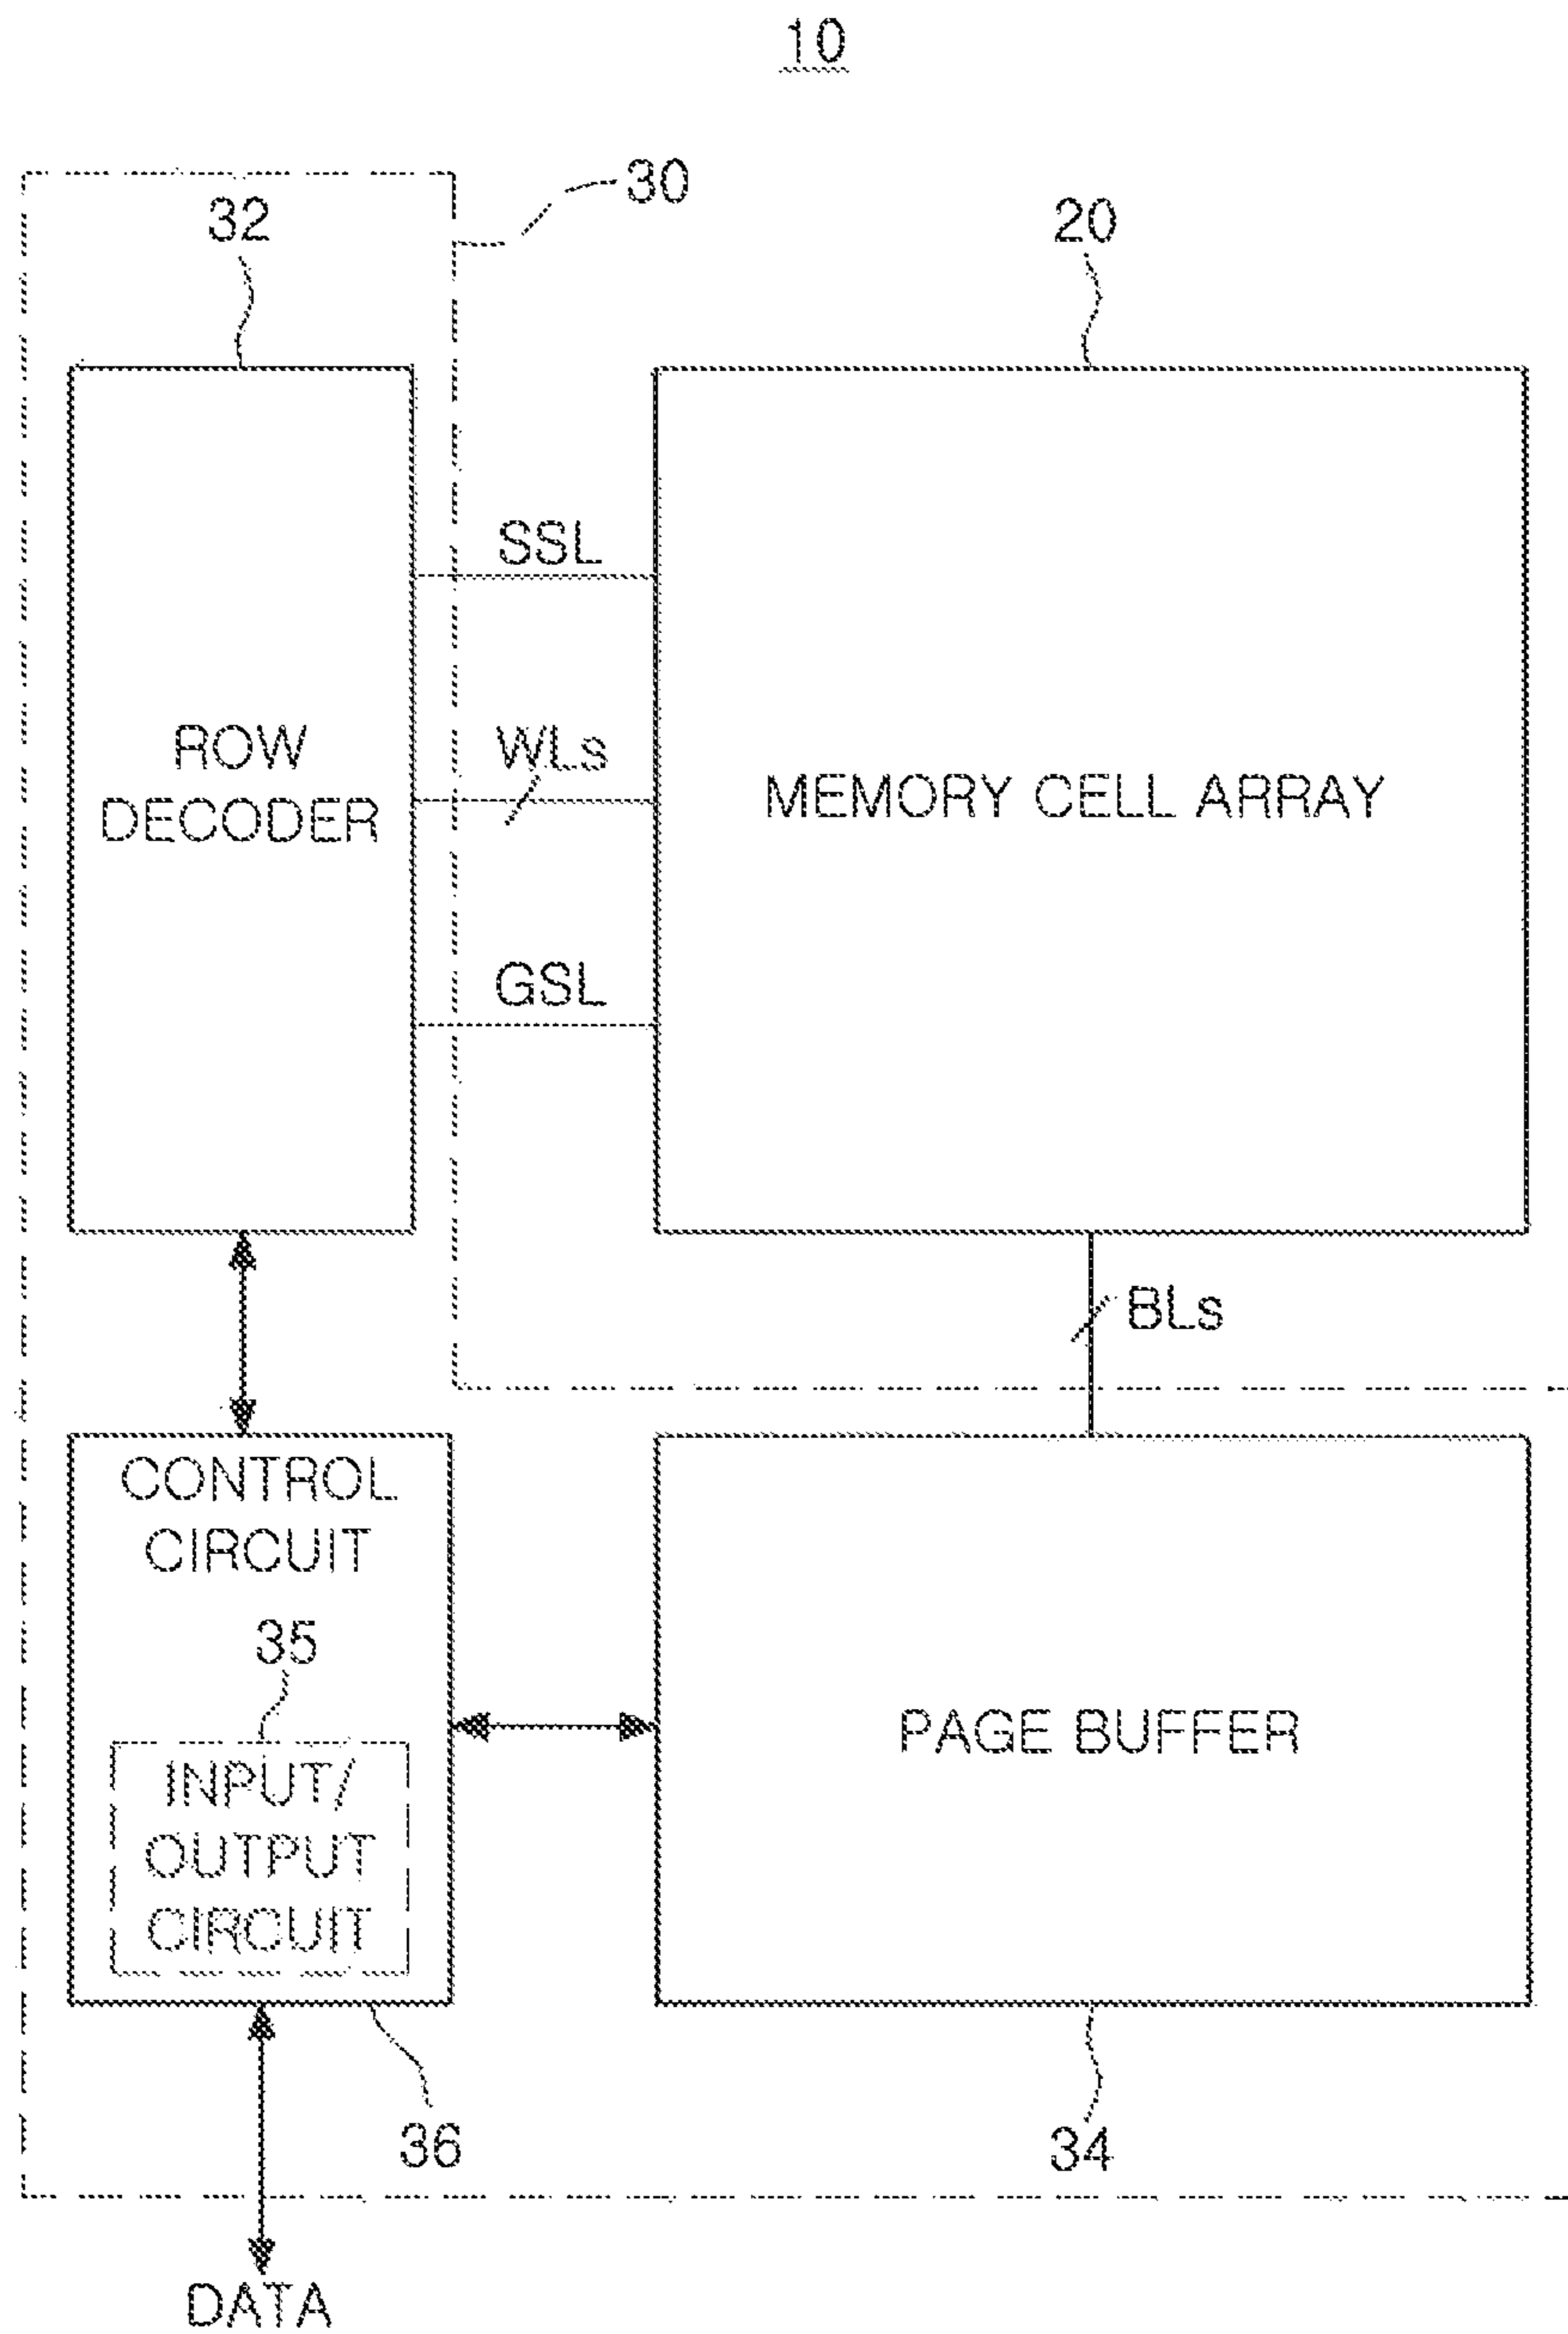 10
30
32
20
SSL
WLs
ROW
DECODER
MEMORY CELL ARRAY
GSL
BLs
CONTROL
CIRCUIT
35
INPUT/
OUTPUT
CIRCUIT
PAGE BUFFER
36
34
DATA